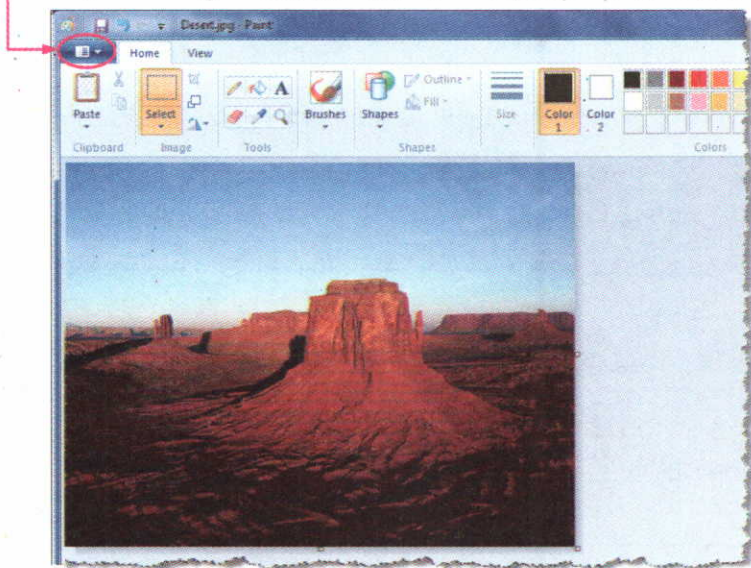 Desert.jpg - Paint
Home View
Outline
Fill
Paste Select A Brushes Shapes Size Color 1 Color 2
Clipboard Image Tools Shapes Colors